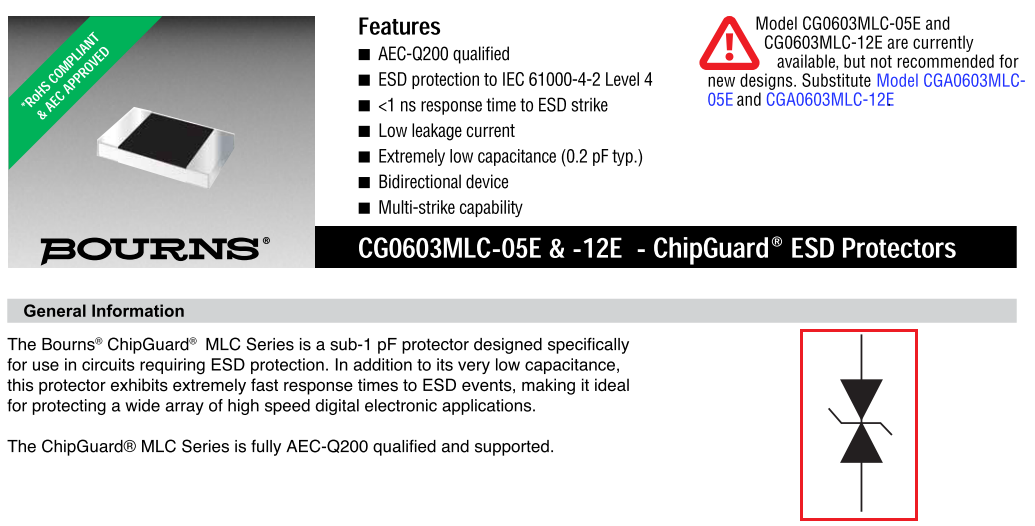 *RoHS COMPLIANT
& AEC APPROVED
Features
■ AEC-Q200 qualified
■ ESD protection to IEC 61000-4-2 Level 4
■ <1 ns response time to ESD strike
■ Low leakage current
■ Extremely low capacitance (0.2 pF typ.)
■ Bidirectional device
■ Multi-strike capability
Model CG0603MLC-05E and
CG0603MLC-12E are currently
available, but not recommended for
new designs. Substitute Model CGA0603MLC-
05E and CGA0603MLC-12E
BOURNS®
CG0603MLC-05E & -12E - ChipGuard® ESD Protectors
General Information
The Bourns® ChipGuard® MLC Series is a sub-1 pF protector designed specifically
for use in circuits requiring ESD protection. In addition to its very low capacitance,
this protector exhibits extremely fast response times to ESD events, making it ideal
for protecting a wide array of high speed digital electronic applications.
The ChipGuard® MLC Series is fully AEC-Q200 qualified and supported.